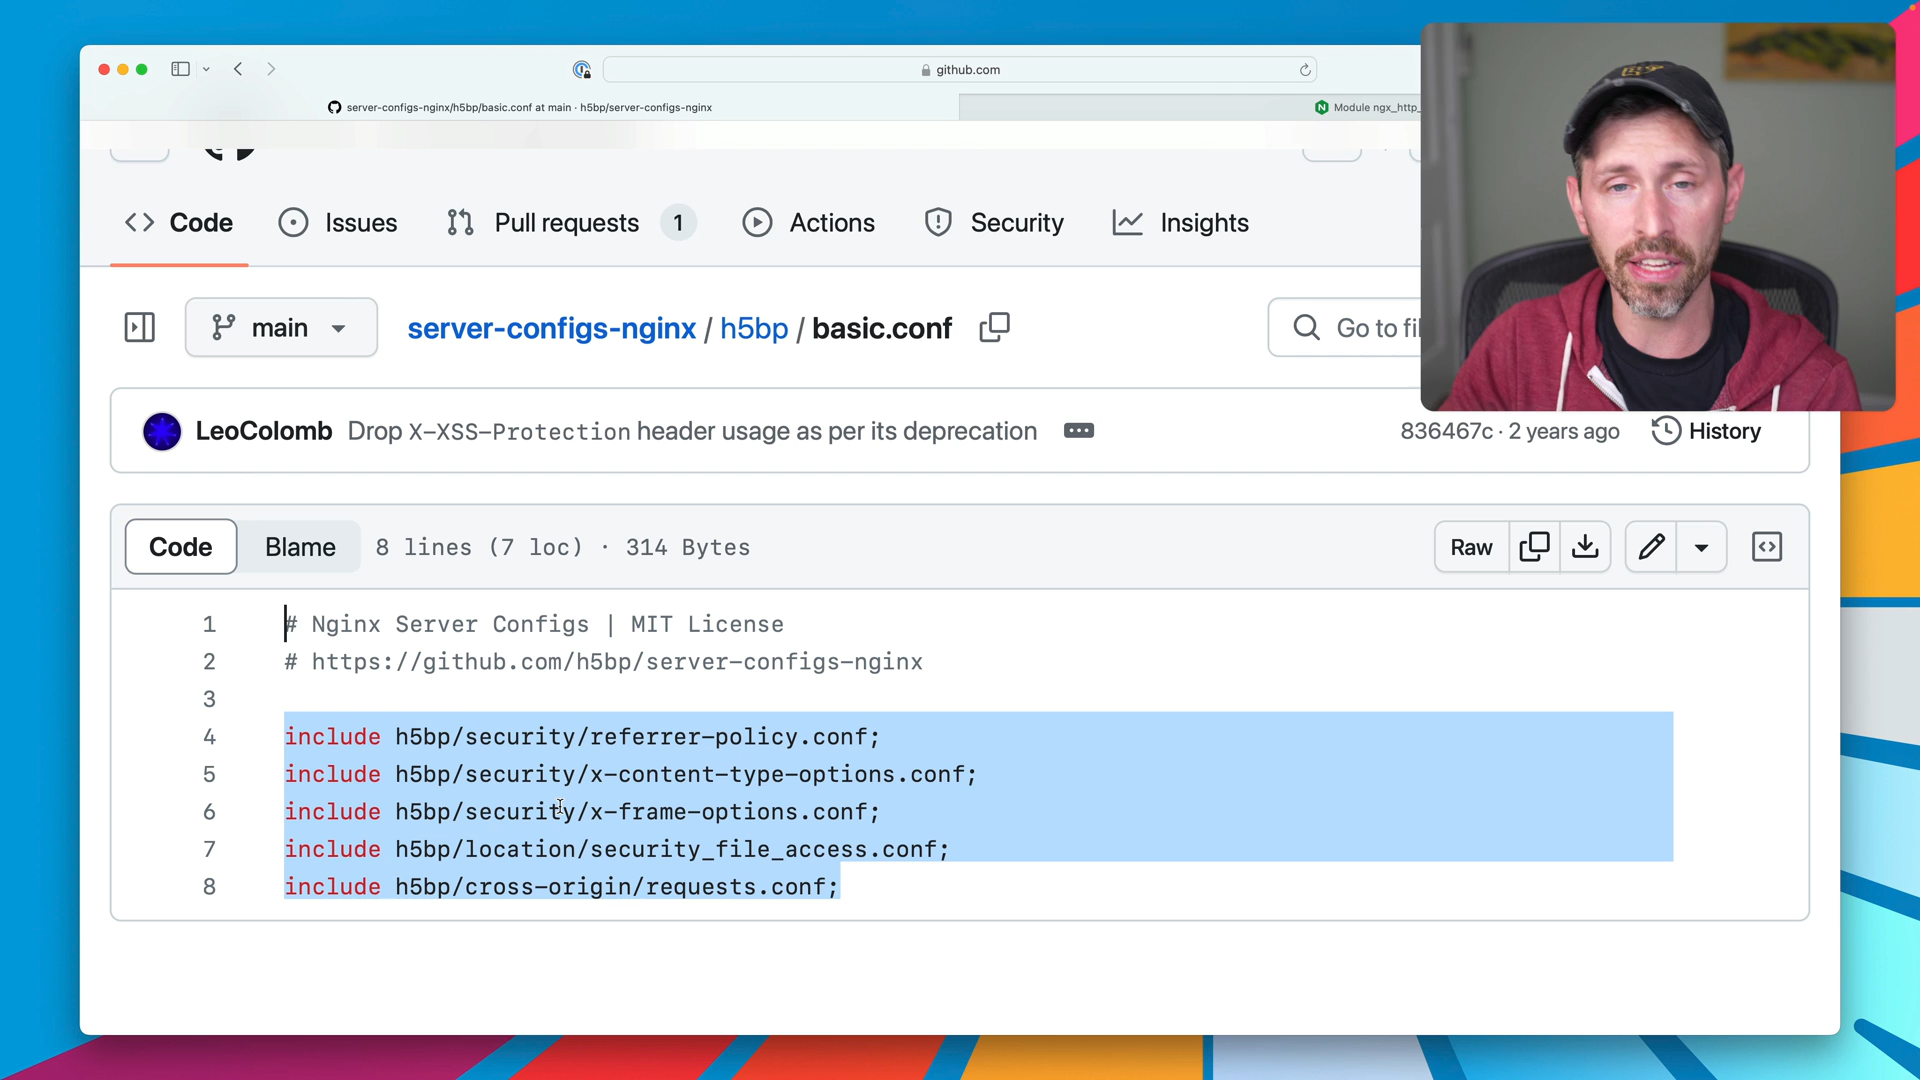 github.com
server-configs-nginx/h5bp/basic.conf at main · h5bp/server-configs-nginx
Module ngx_http_
Code
Issues
Pull requests 1
Actions
Security
Insights
main
server-configs-nginx / h5bp / basic.conf
Go to fil
LeoColomb Drop X-XSS-Protection header usage as per its deprecation
836467c · 2 years ago
History
Code
Blame
8 lines (7 loc) · 314 Bytes
Raw
1 # Nginx Server Configs | MIT License
2 # https://github.com/h5bp/server-configs-nginx
3
4 include h5bp/security/referrer-policy.conf;
5 include h5bp/security/x-content-type-options.conf;
6 include h5bp/security/x-frame-options.conf;
7 include h5bp/location/security_file_access.conf;
8 include h5bp/cross-origin/requests.conf;